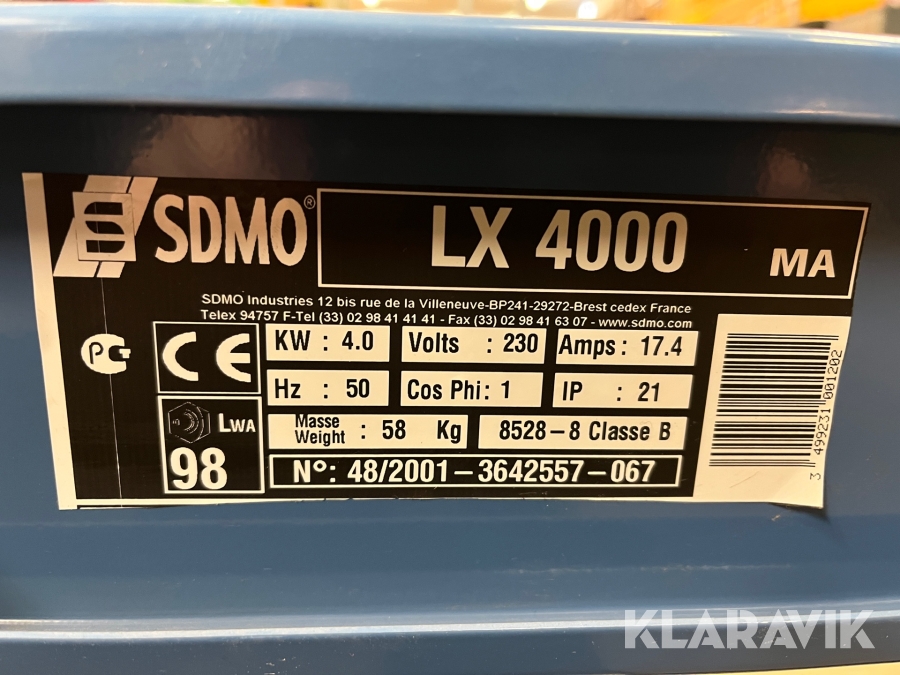 SDMO® LX 4000 MA
SDMO Industries 12 bis rue de la Villeneuve-BP241-29272-Brest cedex France
Telex 94757 F-Tel (33) 02 98 41 41 41 - Fax (33) 02 98 41 63 07 - www.sdmo.com
PG CE KW : 4.0 Volts : 230 Amps : 17.4
Hz : 50 Cos Phi : 1 IP : 21
LWA Masse Weight : 58 Kg 8528-8 Classe B
98 N°: 48/2001-3642557-067
3 499231 001202
KLARAVIK